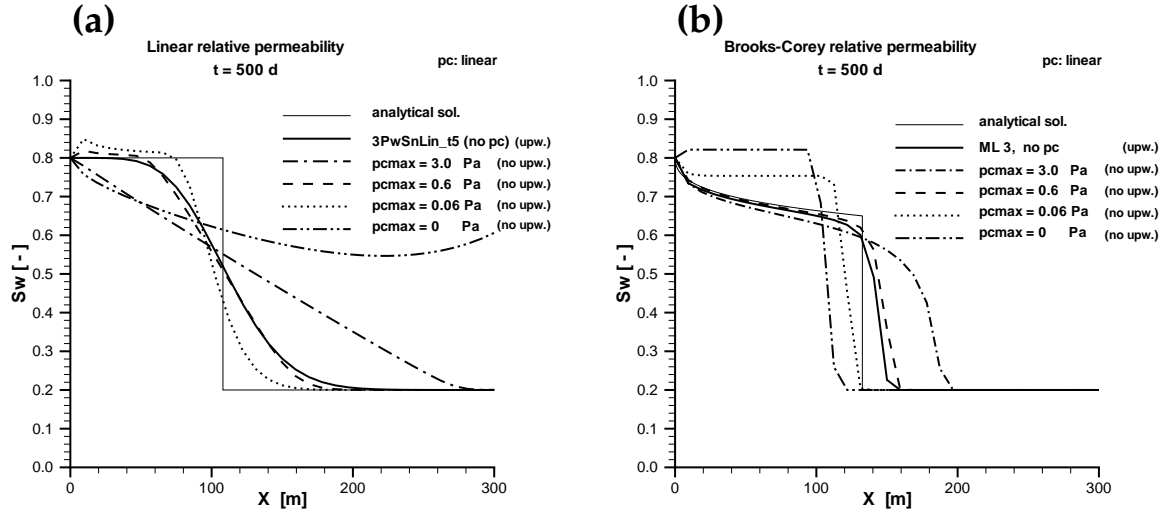 (a)
Linear relative permeability
t = 500 d
pc: linear
analytical sol.
3PwSnLin_t5 (no pc) (upw.)
pcmax = 3.0 Pa (no upw.)
pcmax = 0.6 Pa (no upw.)
pcmax = 0.06 Pa (no upw.)
pcmax = 0 Pa (no upw.)
1.0
0.9
0.8
0.7
0.6
0.5
0.4
0.3
0.2
0.1
0.0
Sw [ - ]
0
100
200
300
X [m]
(b)
Brooks-Corey relative permeability
t = 500 d
pc: linear
analytical sol.
ML 3, no pc (upw.)
pcmax = 3.0 Pa (no upw.)
pcmax = 0.6 Pa (no upw.)
pcmax = 0.06 Pa (no upw.)
pcmax = 0 Pa (no upw.)
1.0
0.9
0.8
0.7
0.6
0.5
0.4
0.3
0.2
0.1
0.0
Sw [ - ]
0
100
200
300
X [m]